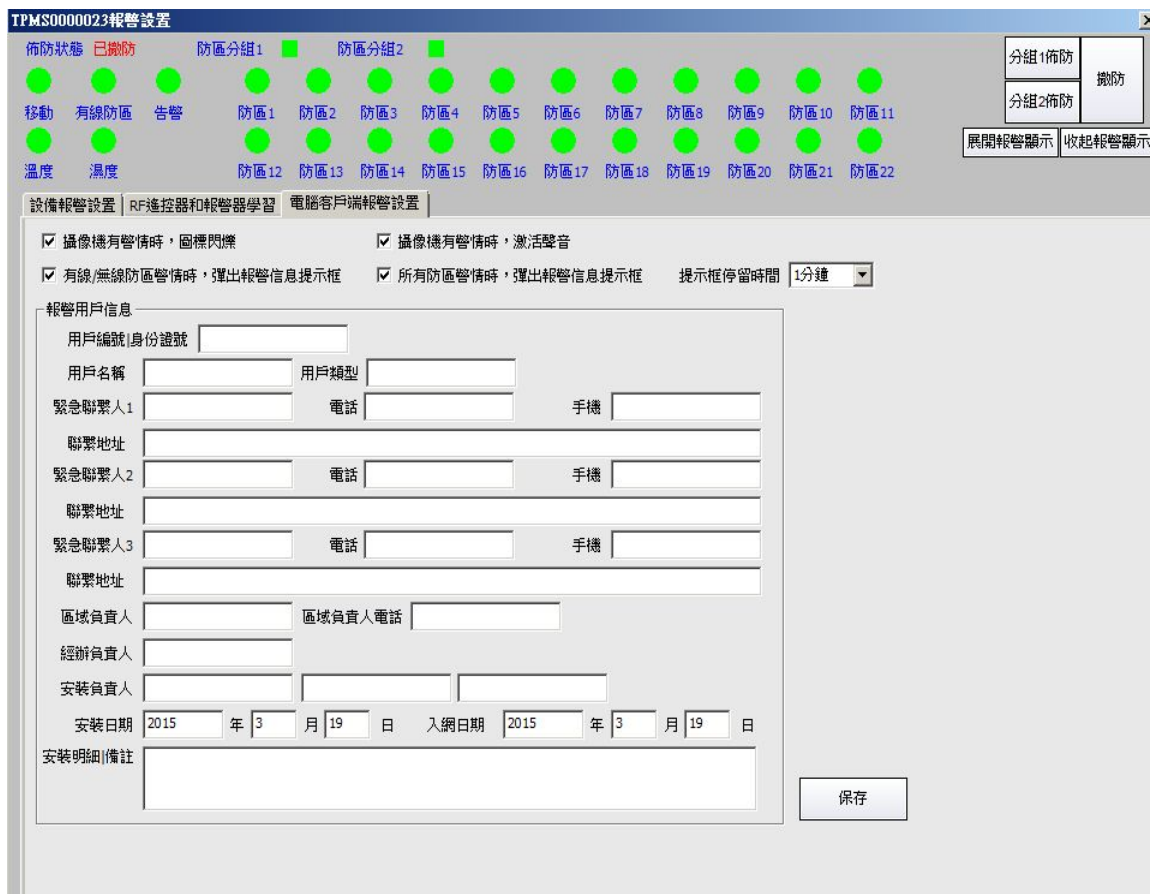 TPMS0000023報警設置
佈防狀態 已撤防 防區分組1 防區分組2
分組1佈防
撤防
分組2佈防
移動 有線防區 告警 防區1 防區2 防區3 防區4 防區5 防區6 防區7 防區8 防區9 防區10 防區11
展開報警顯示 收起報警顯示
溫度 濕度 防區12 防區13 防區14 防區15 防區16 防區17 防區18 防區19 防區20 防區21 防區22
設備報警設置 RF遙控器和報警器學習 電腦客戶端報警設置
攝像機有警情時，圖標閃爍 攝像機有警情時，激活聲音
有線/無線防區警情時，彈出報警信息提示框 所有防區警情時，彈出報警信息提示框 提示框停留時間 1分鐘
報警用戶信息
用戶編號|身份證號
用戶名稱 用戶類型
緊急聯繫人1 電話 手機
聯繫地址
緊急聯繫人2 電話 手機
聯繫地址
緊急聯繫人3 電話 手機
聯繫地址
區域負責人 區域負責人電話
經辦負責人
安裝負責人
安裝日期 2015 年 3 月 19 日 入網日期 2015 年 3 月 19 日
安裝明細|備註
保存